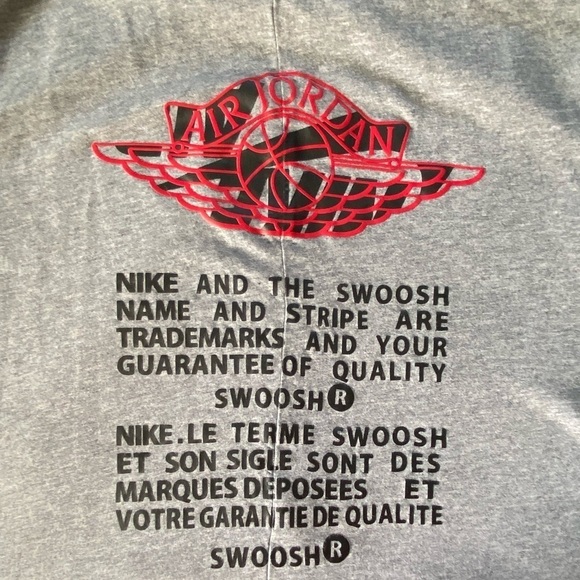 AIR JORDAN
NIKE AND THE SWOOSH
NAME AND STRIPE ARE
TRADEMARKS AND YOUR
GUARANTEE OF QUALITY
SWOOSH®
NIKE.LE TERME SWOOSH
ET SON SIGLE SONT DES
MARQUES DEPOSEES ET
VOTRE GARANTIE DE QUALITE
SWOOSH®